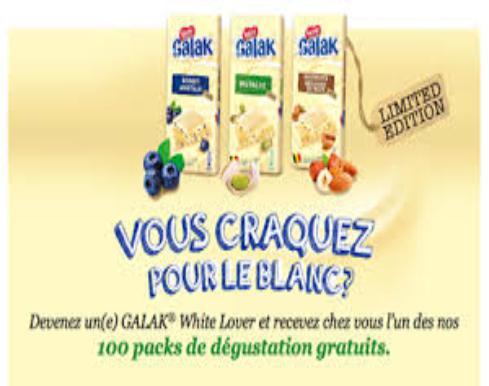 Galak Galak Galak
LIMITED
EDITION
VOUS CRAQUEZ
POUR LE BLANC?
Devenez un(e) GALAK® White Lover et recevez chez vous l'un des nos
100 packs de dégustation gratuits.